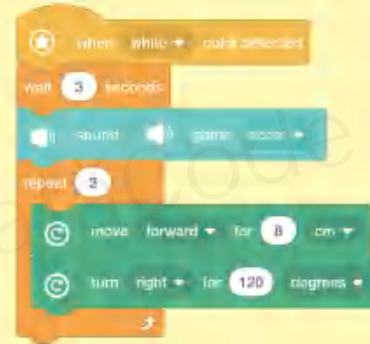 when white color detected
wait 3 seconds
sound game
repeat 3
move forward for 8 cm
turn right for 120 degrees